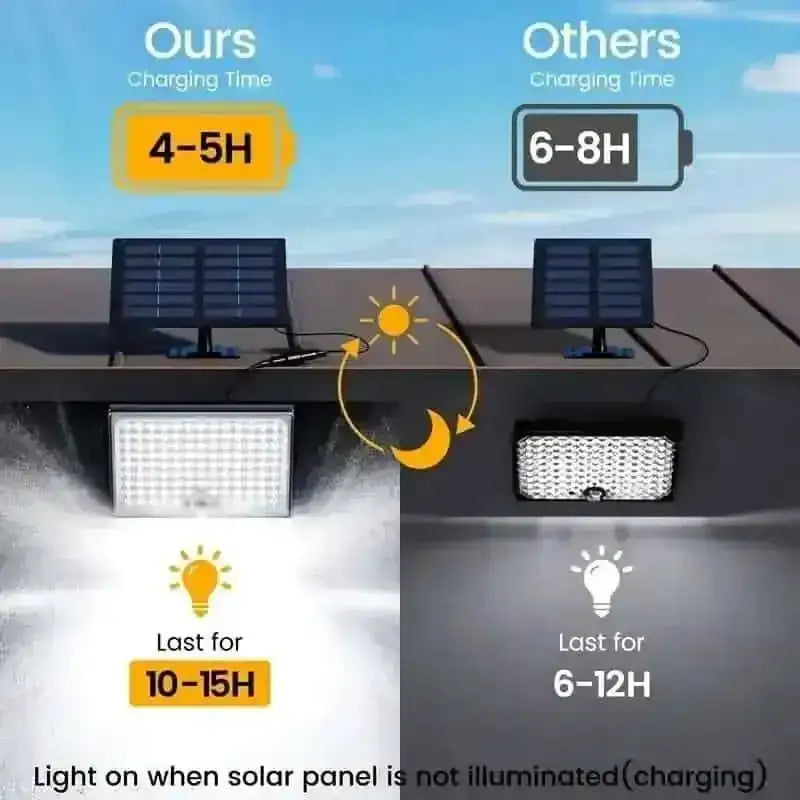 Ours
Charging Time
4-5H
Others
Charging Time
6-8H
Last for
10-15H
Last for
6-12H
Light on when solar panel is not illuminated(charging)